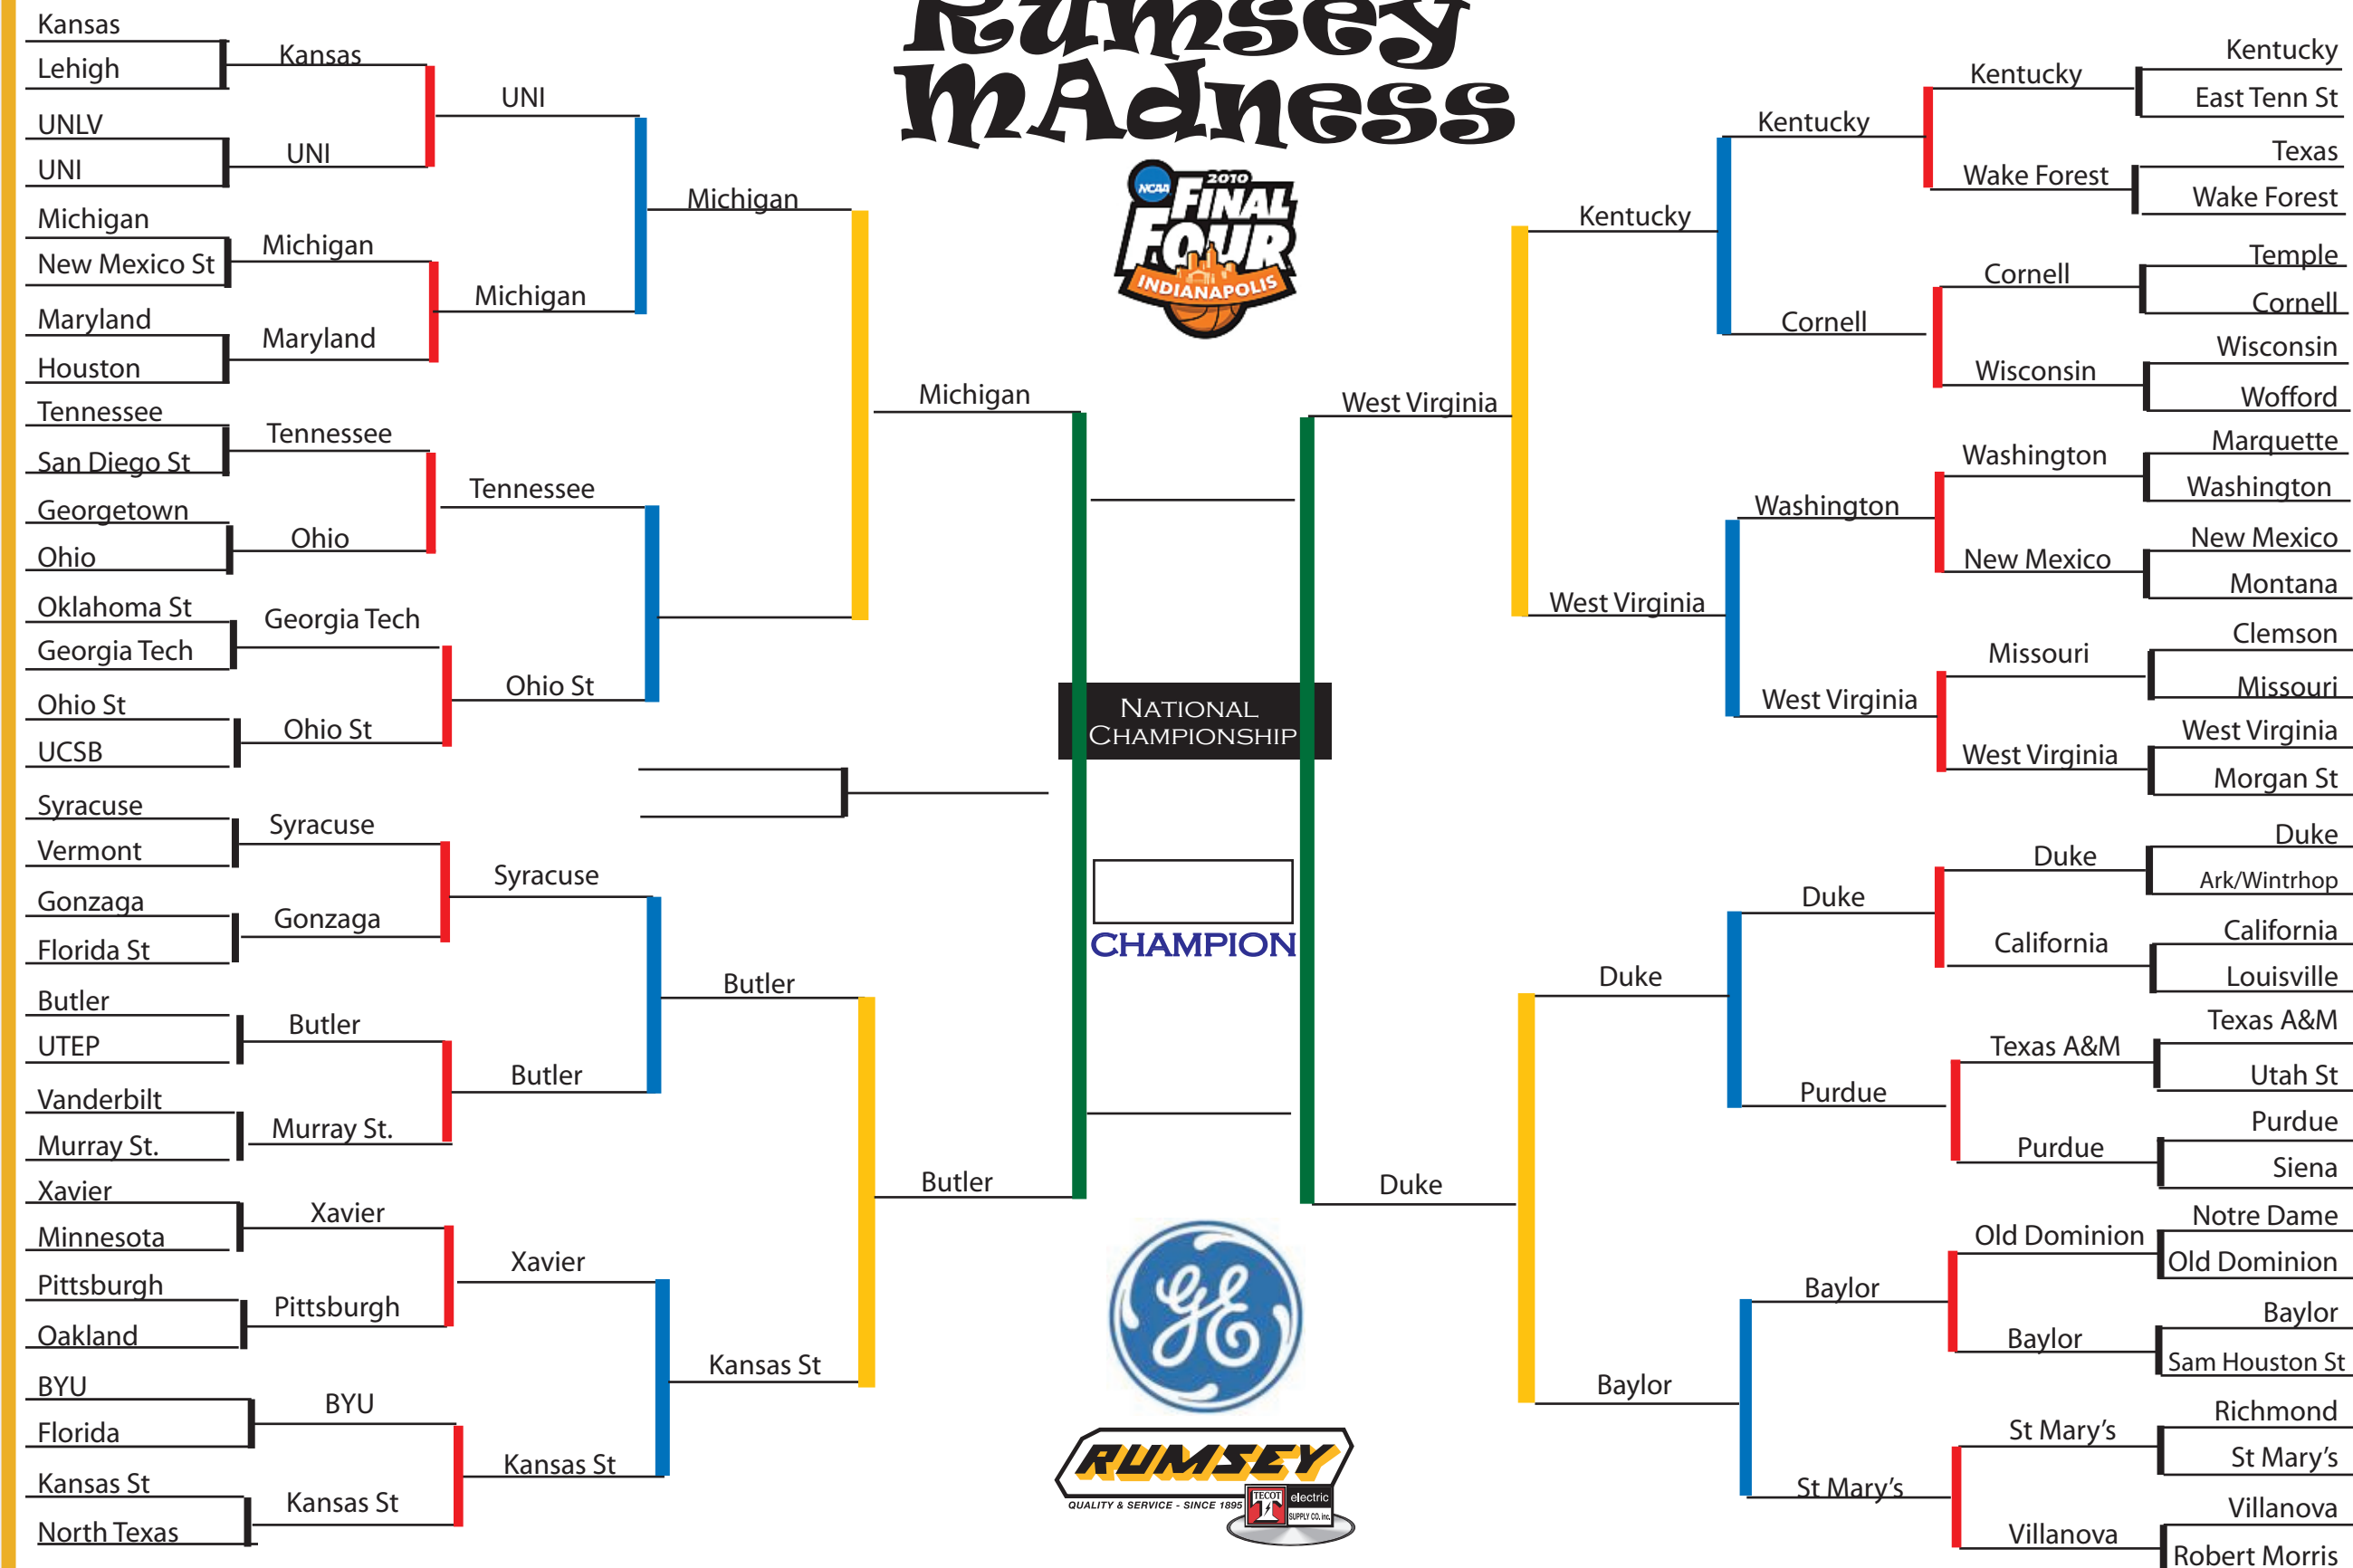 Rumsey
MAdness
NCAA
2010
FINAL
FOUR
INDIANAPOLIS
Kansas
Lehigh
UNLV
UNI
Michigan
New Mexico St
Maryland
Houston
Tennessee
San Diego St
Georgetown
Ohio
Oklahoma St
Georgia Tech
Ohio St
UCSB
Syracuse
Vermont
Gonzaga
Florida St
Butler
UTEP
Vanderbilt
Murray St.
Xavier
Minnesota
Pittsburgh
Oakland
BYU
Florida
Kansas St
North Texas
Kansas
UNI
Michigan
Maryland
Tennessee
Ohio
Georgia Tech
Ohio St
Syracuse
Gonzaga
Butler
Murray St.
Xavier
Pittsburgh
BYU
Kansas St
UNI
Michigan
Tennessee
Ohio St
Syracuse
Butler
Xavier
Kansas St
Michigan
Butler
Kansas St
Michigan
Butler
NATIONAL
CHAMPIONSHIP
CHAMPION
West Virginia
Duke
Kentucky
West Virginia
Duke
Baylor
Kentucky
Cornell
Washington
West Virginia
Duke
Purdue
Baylor
St Mary's
Kentucky
Wake Forest
Cornell
Wisconsin
Washington
New Mexico
Missouri
West Virginia
Duke
California
Texas A&M
Purdue
Old Dominion
Baylor
St Mary's
Villanova
Kentucky
East Tenn St
Texas
Wake Forest
Temple
Cornell
Wisconsin
Wofford
Marquette
Washington
New Mexico
Montana
Clemson
Missouri
West Virginia
Morgan St
Duke
Ark/Wintrhop
California
Louisville
Texas A&M
Utah St
Purdue
Siena
Notre Dame
Old Dominion
Baylor
Sam Houston St
Richmond
St Mary's
Villanova
Robert Morris
GE
RUMSEY
QUALITY & SERVICE - SINCE 1895
TECOT
T
electric
SUPPLY CO, inc.